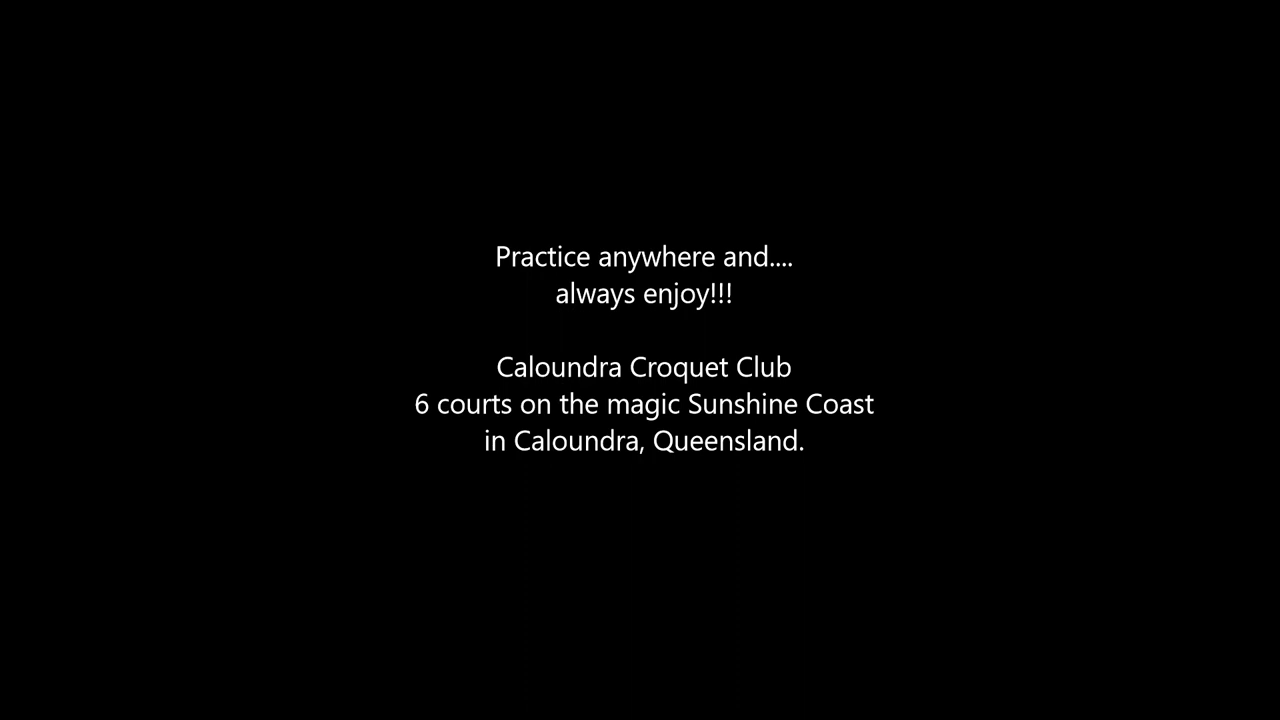 Practice anywhere and....
always enjoy!!!
Caloundra Croquet Club
6 courts on the magic Sunshine Coast
in Caloundra, Queensland.